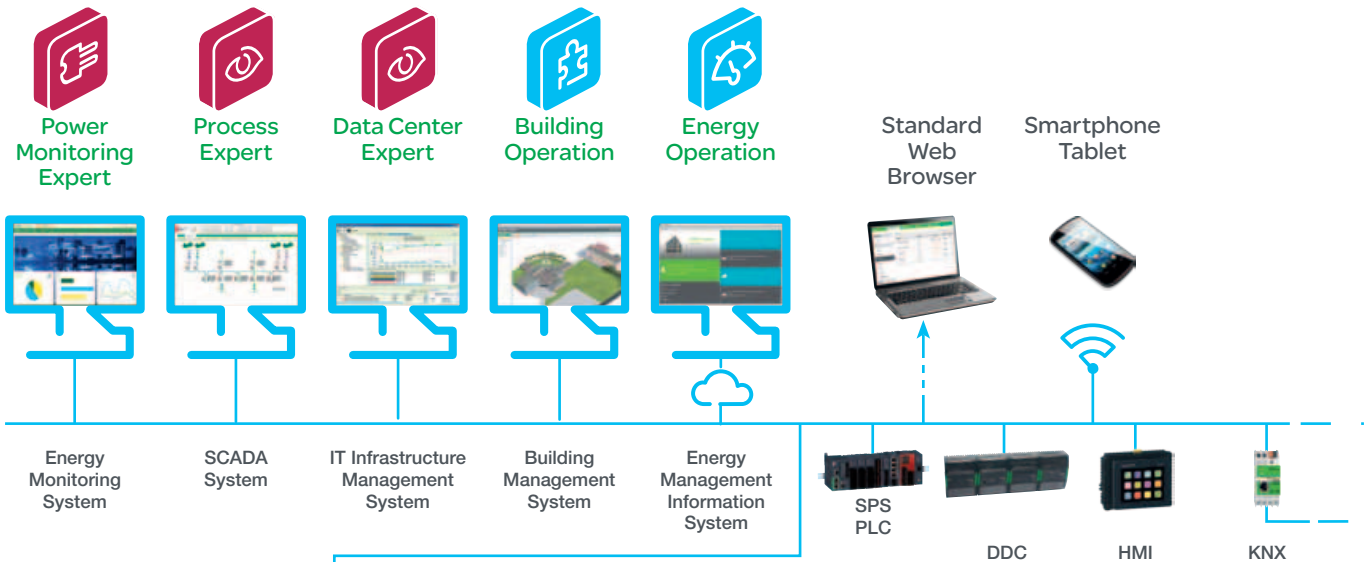 Power
Monitoring
Expert
Process
Expert
Data Center
Expert
Building
Operation
Energy
Operation
Standard
Web
Browser
Smartphone
Tablet
Energy
Monitoring
System
SCADA
System
IT Infrastructure
Management
System
Building
Management
System
Energy
Management
Information
System
SPS
PLC
DDC
HMI
KNX